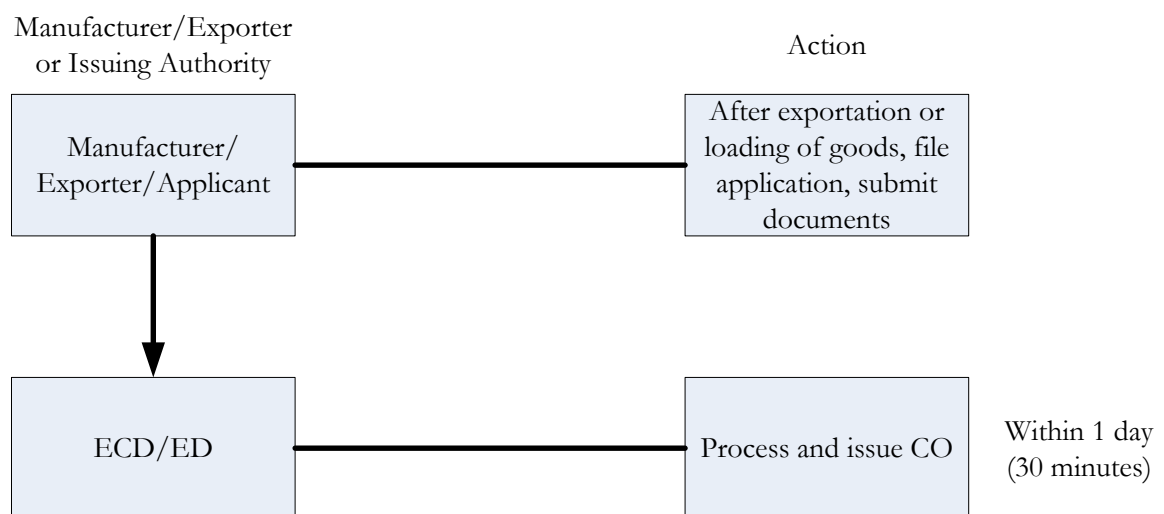 Manufacturer/Exporter
or Issuing Authority
Action
Manufacturer/
Exporter/Applicant
After exportation or
loading of goods, file
application, submit
documents
ECD/ED
Process and issue CO
Within 1 day
(30 minutes)